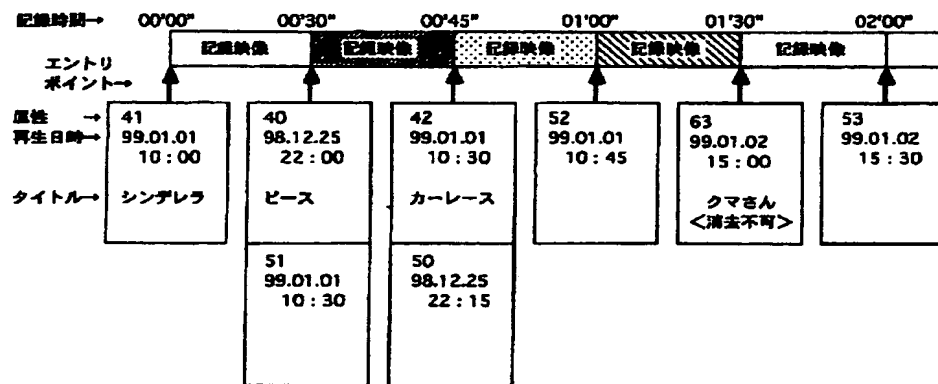 記録時間→ 00'00" 00'30" 00'45" 01'00" 01'30" 02'00"
記録映像 記録映像 記録映像 記録映像 記録映像
エントリ
ポイント→
属性 → 41 40 42 52 63 53
再生日時→ 99.01.01 98.12.25 99.01.01 99.01.01 99.01.02 99.01.02
10:00 22:00 10:30 10:45 15:00 15:30
タイトル→ シンデレラ ピース カーレース クマさん
<消去不可>
51 50
99.01.01 98.12.25
10:30 22:15